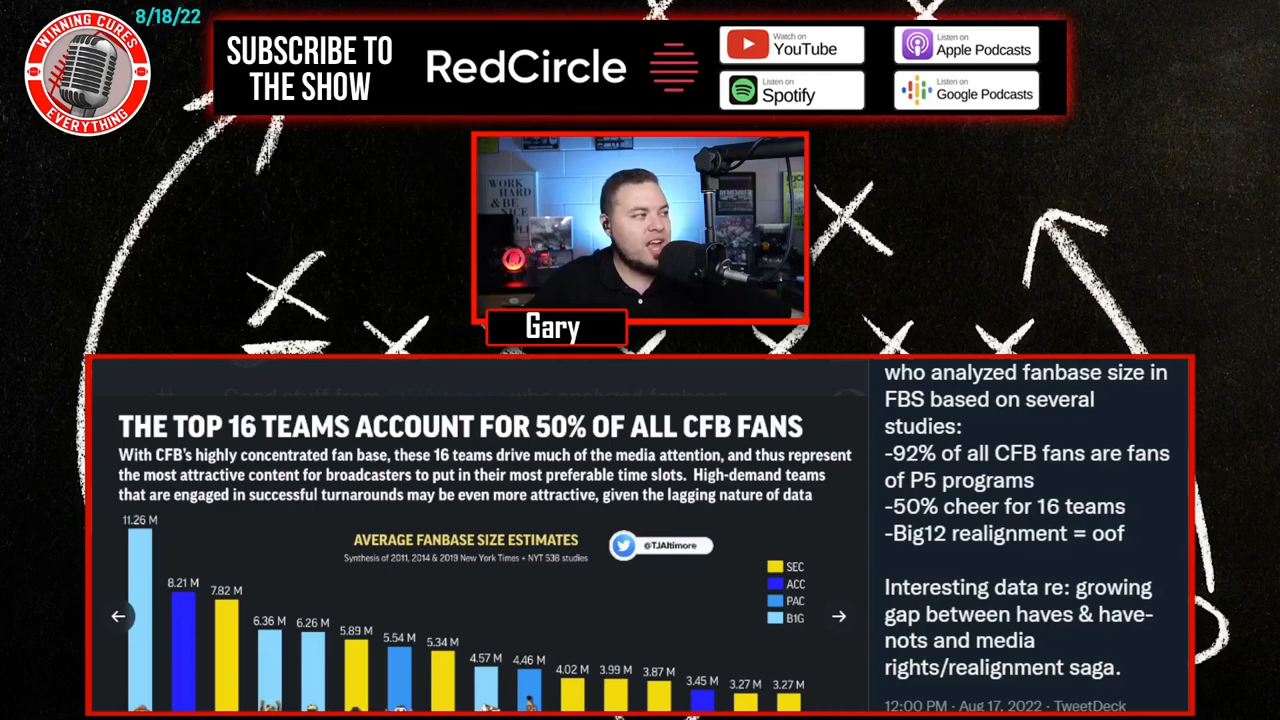 8/18/22
WINNING CURES
EVERYTHING
SUBSCRIBE TO
THE SHOW
RedCircle
Watch on
YouTube
Listen on
Spotify
Listen on
Apple Podcasts
Listen on
Google Podcasts
WORK
HARD
& BE
NICE
Gary
THE TOP 16 TEAMS ACCOUNT FOR 50% OF ALL CFB FANS
With CFB's highly concentrated fan base, these 16 teams drive much of the media attention, and thus represent
the most attractive content for broadcasters to put in their most preferable time slots. High-demand teams
that are engaged in successful turnarounds may be even more attractive, given the lagging nature of data
AVERAGE FANBASE SIZE ESTIMATES
Synthesis of 2011, 2014 & 2019 New York Times + NYT 538 studies
@TJAltimore
SEC
ACC
PAC
B1G
11.26 M
8.21 M
7.82 M
6.36 M
6.26 M
5.89 M
5.54 M
5.34 M
4.57 M
4.46 M
4.02 M
3.99 M
3.87 M
3.45 M
3.27 M
3.27 M
who analyzed fanbase size in
FBS based on several
studies:
-92% of all CFB fans are fans
of P5 programs
-50% cheer for 16 teams
-Big12 realignment = oof
Interesting data re: growing
gap between haves & have-
nots and media
rights/realignment saga.
12:00 PM · Aug 17, 2022 · TweetDeck